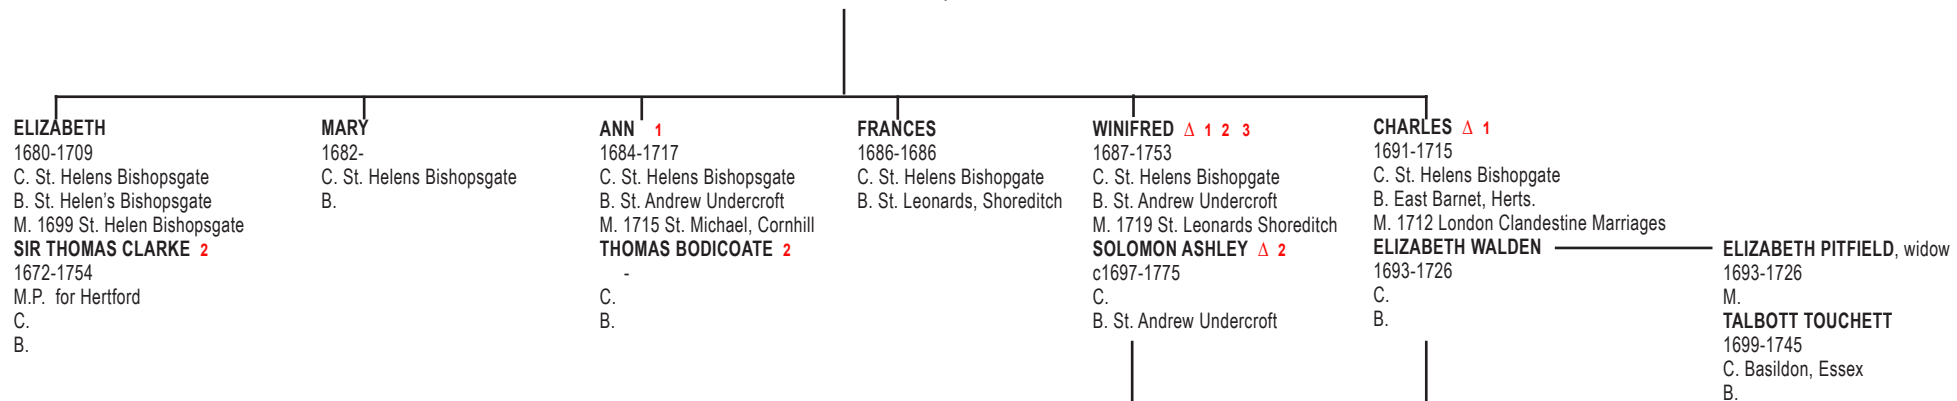 ELIZABETH
1680-1709
C. St. Helens Bishopsgate
B. St. Helen's Bishopsgate
M. 1699 St. Helen Bishopsgate
SIR THOMAS CLARKE 2
1672-1754
M.P. for Hertford
C.
B.
MARY
1682-
C. St. Helens Bishopsgate
B.
ANN 1
1684-1717
C. St. Helens Bishopsgate
B. St. Andrew Undercroft
M. 1715 St. Michael, Cornhill
THOMAS BODICOATE 2
-
C.
B.
FRANCES
1686-1686
C. St. Helens Bishopgate
B. St. Leonards, Shoreditch
WINIFRED Δ 1 2 3
1687-1753
C. St. Helens Bishopgate
B. St. Andrew Undercroft
M. 1719 St. Leonards Shoreditch
SOLOMON ASHLEY Δ 2
c1697-1775
C.
B. St. Andrew Undercroft
CHARLES Δ 1
1691-1715
C. St. Helens Bishopgate
B. East Barnet, Herts.
M. 1712 London Clandestine Marriages
ELIZABETH WALDEN
1693-1726
C.
B.
ELIZABETH PITFIELD, widow
1693-1726
M.
TALBOTT TOUCHETT
1699-1745
C. Basildon, Essex
B.